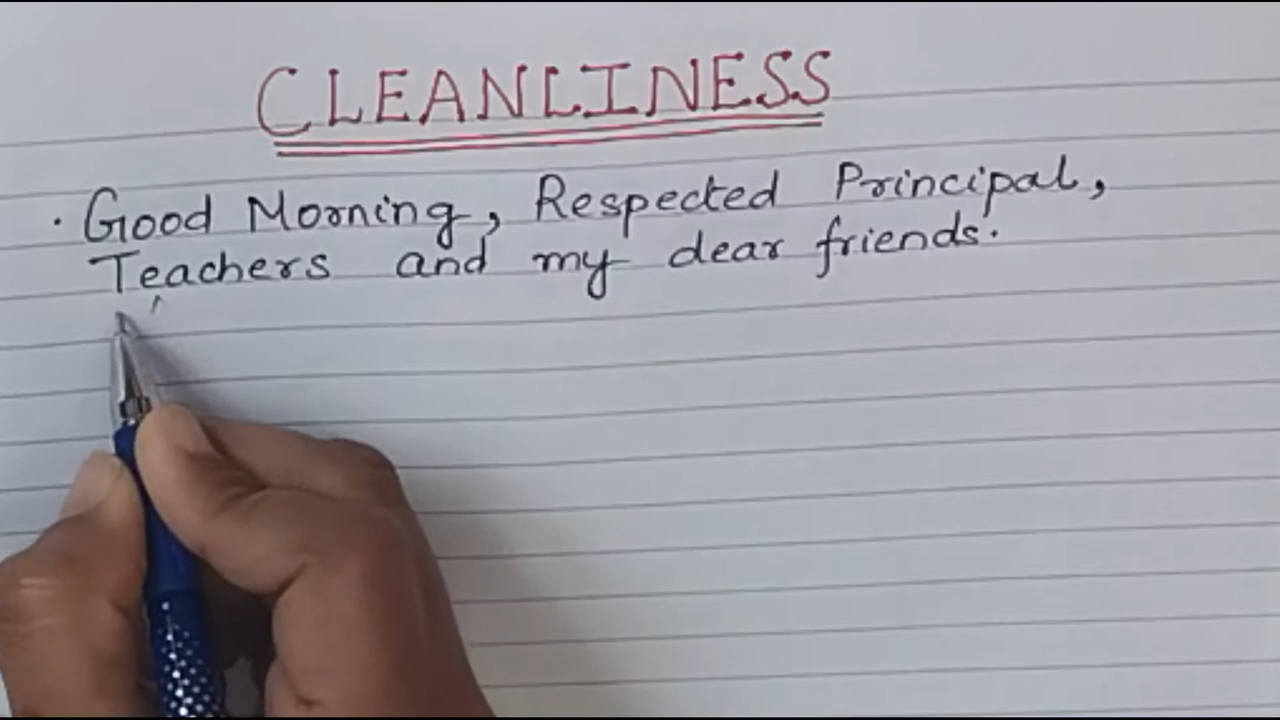 CLEANLINESS
. Good Morning, Respected Principal,
Teachers and my dear friends.